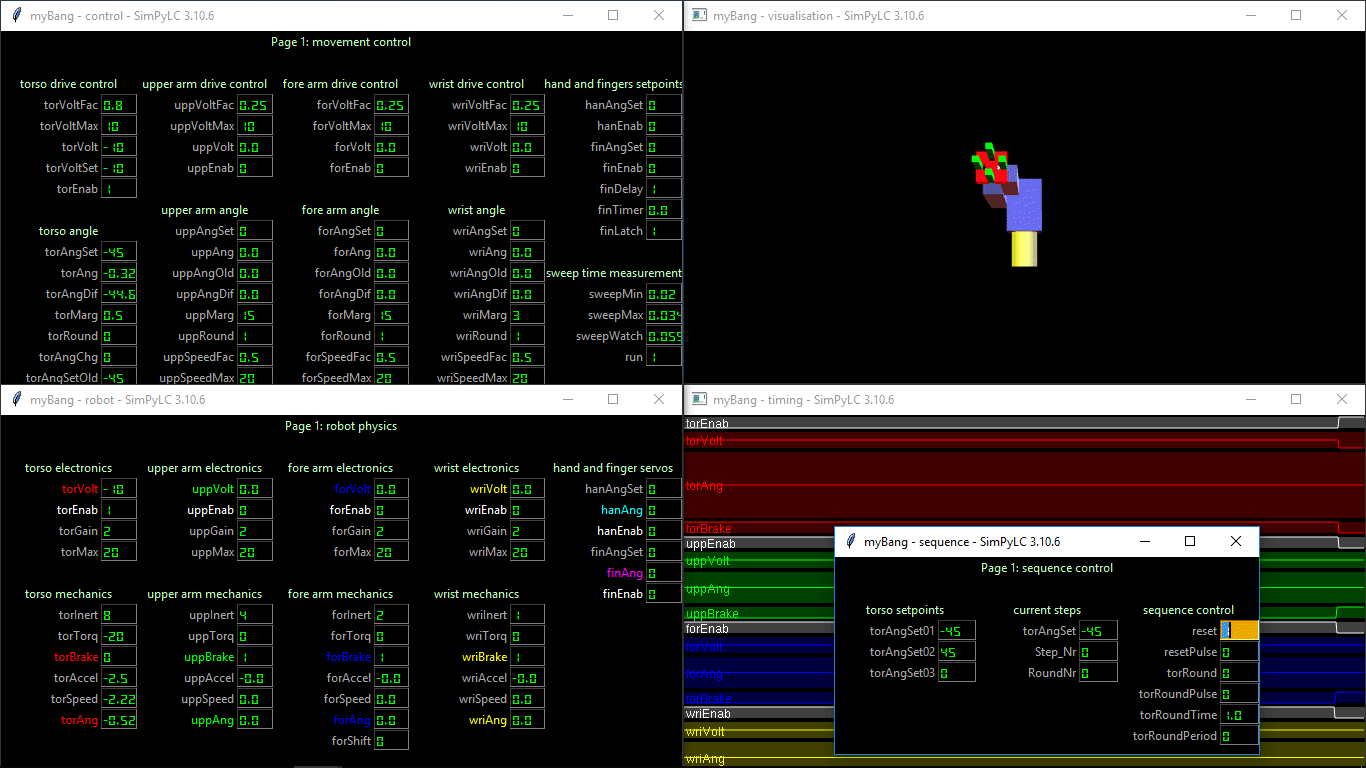 myBang - control - SimPyLC 3.10.6
Page 1: movement control
torso drive control upper arm drive control fore arm drive control wrist drive control hand and fingers setpoints
torVoltFac 0.8 uppVoltFac 0.25 forVoltFac 0.25 wriVoltFac 0.25 hanAngSet 0
torVoltMax 10 uppVoltMax 10 forVoltMax 10 wriVoltMax 10 hanEnab 0
torVolt -10 uppVolt 0.0 forVolt 0.0 wriVolt 0.0 finAngSet 0
torVoltSet -10 uppEnab 0 forEnab 0 wriEnab 0 finEnab 0
torEnab 1 finDelay 1
upper arm angle fore arm angle wrist angle finTimer 0.0
torso angle uppAngSet 0 forAngSet 0 wriAngSet 0 finLatch 1
torAngSet -45 uppAng 0.0 forAng 0.0 wriAng 0.0
torAng -0.32 uppAngOld 0.0 forAngOld 0.0 wriAngOld 0.0 sweep time measurement
torAngDif -44.6 uppAngDif 0.0 forAngDif 0.0 wriAngDif 0.0 sweepMin 0.02
torMarg 0.5 uppMarg 15 forMarg 15 wriMarg 3 sweepMax 0.034
torRound 0 uppRound 1 forRound 1 wriRound 1 sweepWatch 0.059
torAngChg 0 uppSpeedFac 0.5 forSpeedFac 0.5 wriSpeedFac 0.5 run 1
torAngSetOld -45 uppSpeedMax 20 forSpeedMax 20 wriSpeedMax 20
myBang - visualisation - SimPyLC 3.10.6
myBang - robot - SimPyLC 3.10.6
Page 1: robot physics
torso electronics upper arm electronics fore arm electronics wrist electronics hand and finger servos
torVolt -10 uppVolt 0.0 forVolt 0.0 wriVolt 0.0 hanAngSet 0
torEnab 1 uppEnab 0 forEnab 0 wriEnab 0 hanAng 0
torGain 2 uppGain 2 forGain 2 wriGain 2 hanEnab 0
torMax 20 uppMax 20 forMax 20 wriMax 20 finAngSet 0
finAng 0
torso mechanics upper arm mechanics fore arm mechanics wrist mechanics finEnab 0
torInert 8 uppInert 4 forInert 2 wriInert 1
torTorq -20 uppTorq 0 forTorq 0 wriTorq 0
torBrake 0 uppBrake 1 forBrake 1 wriBrake 1
torAccel -2.5 uppAccel -0.0 forAccel -0.0 wriAccel -0.0
torSpeed -2.22 uppSpeed 0.0 forSpeed 0.0 wriSpeed 0.0
torAng -0.52 uppAng 0.0 forAng 0.0 wriAng 0.0
forShift 0
myBang - timing - SimPyLC 3.10.6
torEnab
torVolt
torAng
torBrake
uppEnab
uppVolt
uppAng
uppBrake
forEnab
forVolt
forAng
forBrake
wriEnab
wriVolt
wriAng
myBang - sequence - SimPyLC 3.10.6
Page 1: sequence control
torso setpoints current steps sequence control
torAngSet01 -45 torAngSet -45 reset
torAngSet02 45 Step_Nr 0 resetPulse 0
torAngSet03 0 RoundNr 0 torRound 0
torRoundPulse 0
torRoundTime 1.0
torRoundPeriod 0